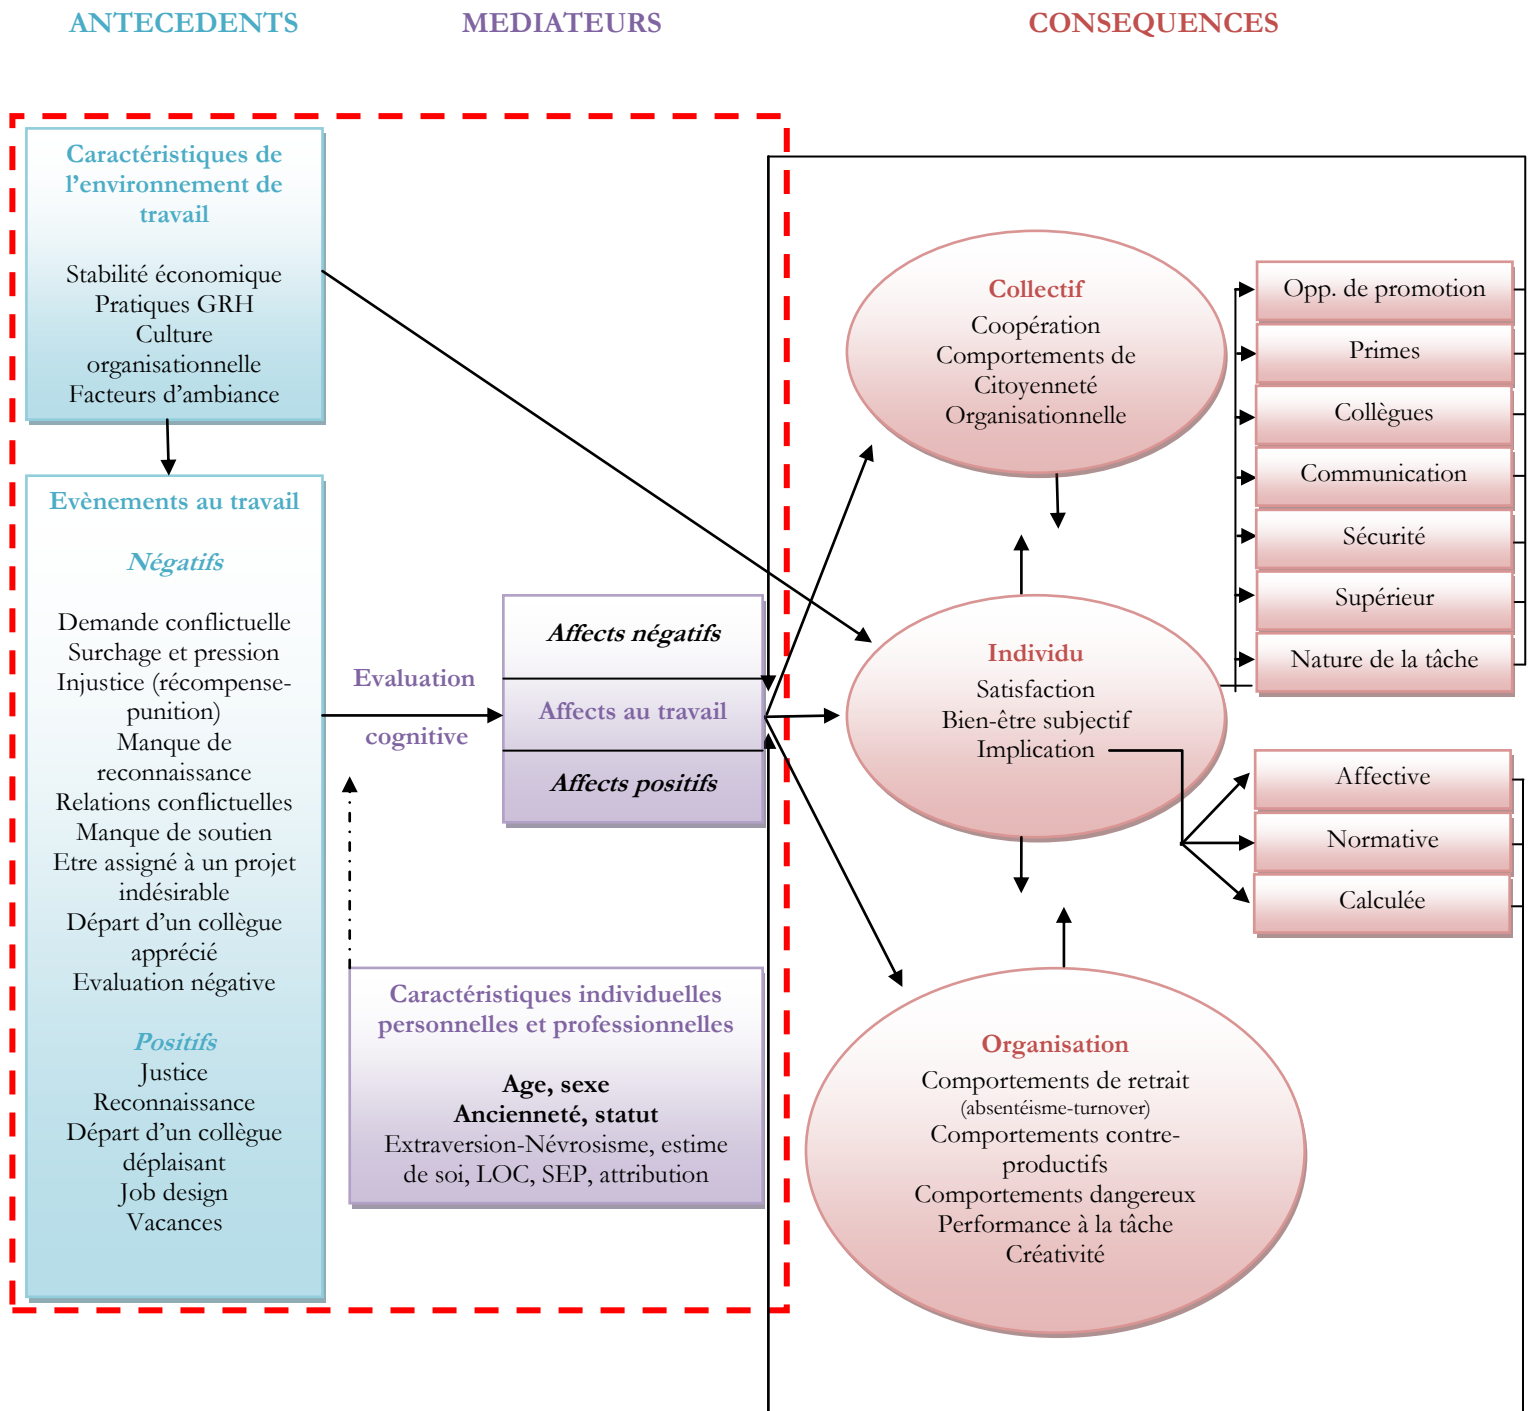 ANTECEDENTS
MEDIATEURS
CONSEQUENCES
Caractéristiques de
l’environnement de
travail
Stabilité économique
Pratiques GRH
Culture
organisationnelle
Facteurs d’ambiance
Evènements au travail
Négatifs
Demande conflictuelle
Surchage et pression
Injustice (récompense-
punition)
Manque de
reconnaissance
Relations conflictuelles
Manque de soutien
Etre assigné à un projet
indésirable
Départ d’un collègue
apprécié
Evaluation négative
Positifs
Justice
Reconnaissance
Départ d’un collègue
déplaisant
Job design
Vacances
Evaluation
cognitive
Affects négatifs
Affects au travail
Affects positifs
Caractéristiques individuelles
personnelles et professionnelles
Age, sexe
Ancienneté, statut
Extraversion-Névrosisme, estime
de soi, LOC, SEP, attribution
Collectif
Coopération
Comportements de
Citoyenneté
Organisationnelle
Individu
Satisfaction
Bien-être subjectif
Implication
Organisation
Comportements de retrait
(absentéisme-turnover)
Comportements contre-
productifs
Comportements dangereux
Performance à la tâche
Créativité
Opp. de promotion
Primes
Collègues
Communication
Sécurité
Supérieur
Nature de la tâche
Affective
Normative
Calculée